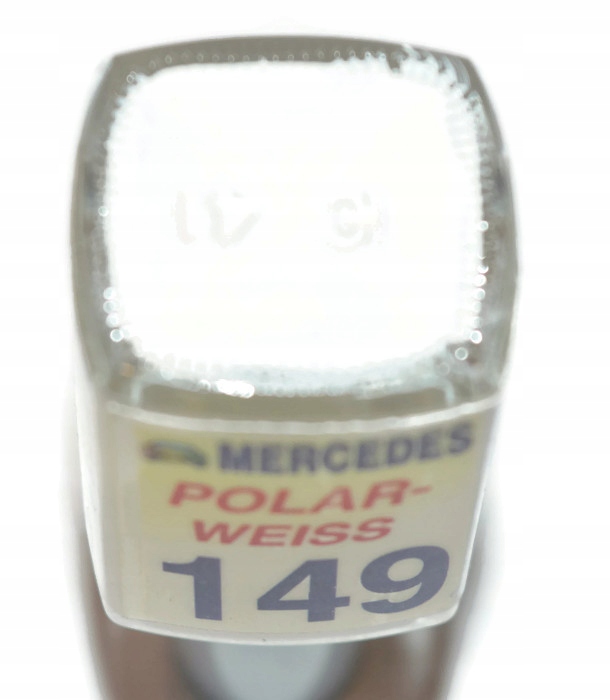 MERCEDES
POLAR-
WEISS
149